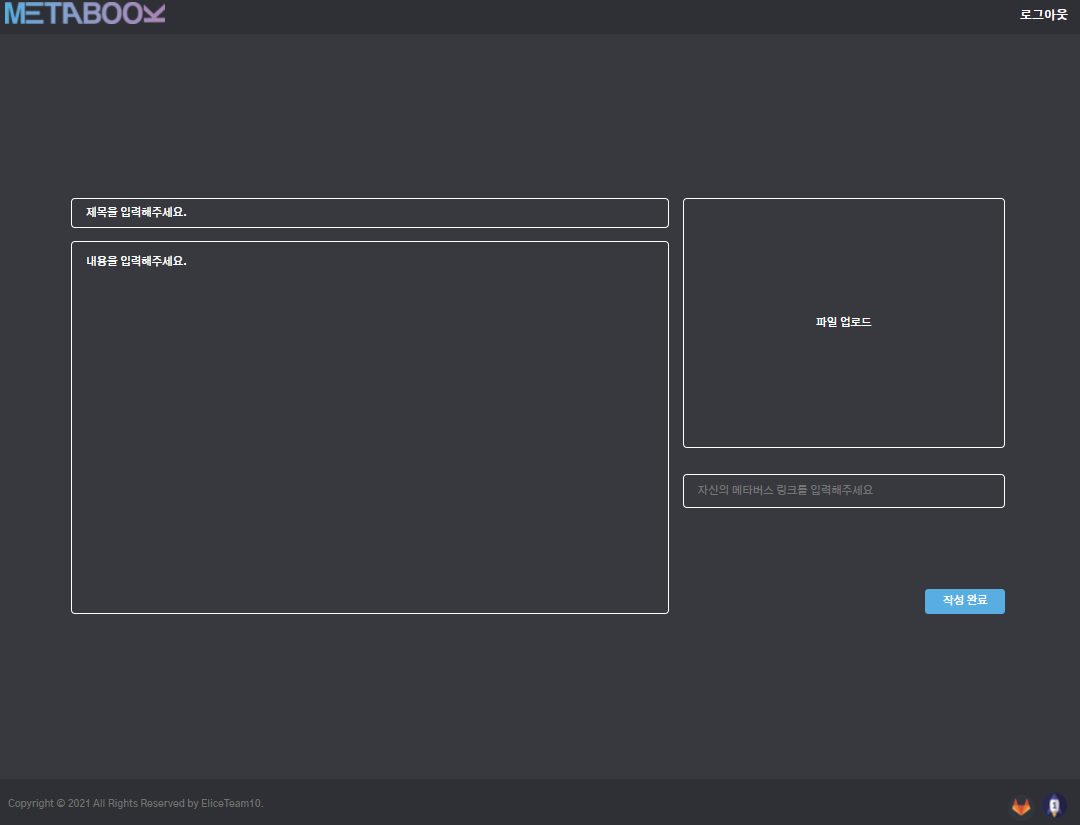 METABOOK
로그아웃
제목을 입력해주세요.
내용을 입력해주세요.
파일 업로드
자신의 메타버스 링크를 입력해주세요
작성 완료
Copyright © 2021 All Rights Reserved by EliceTeam10.